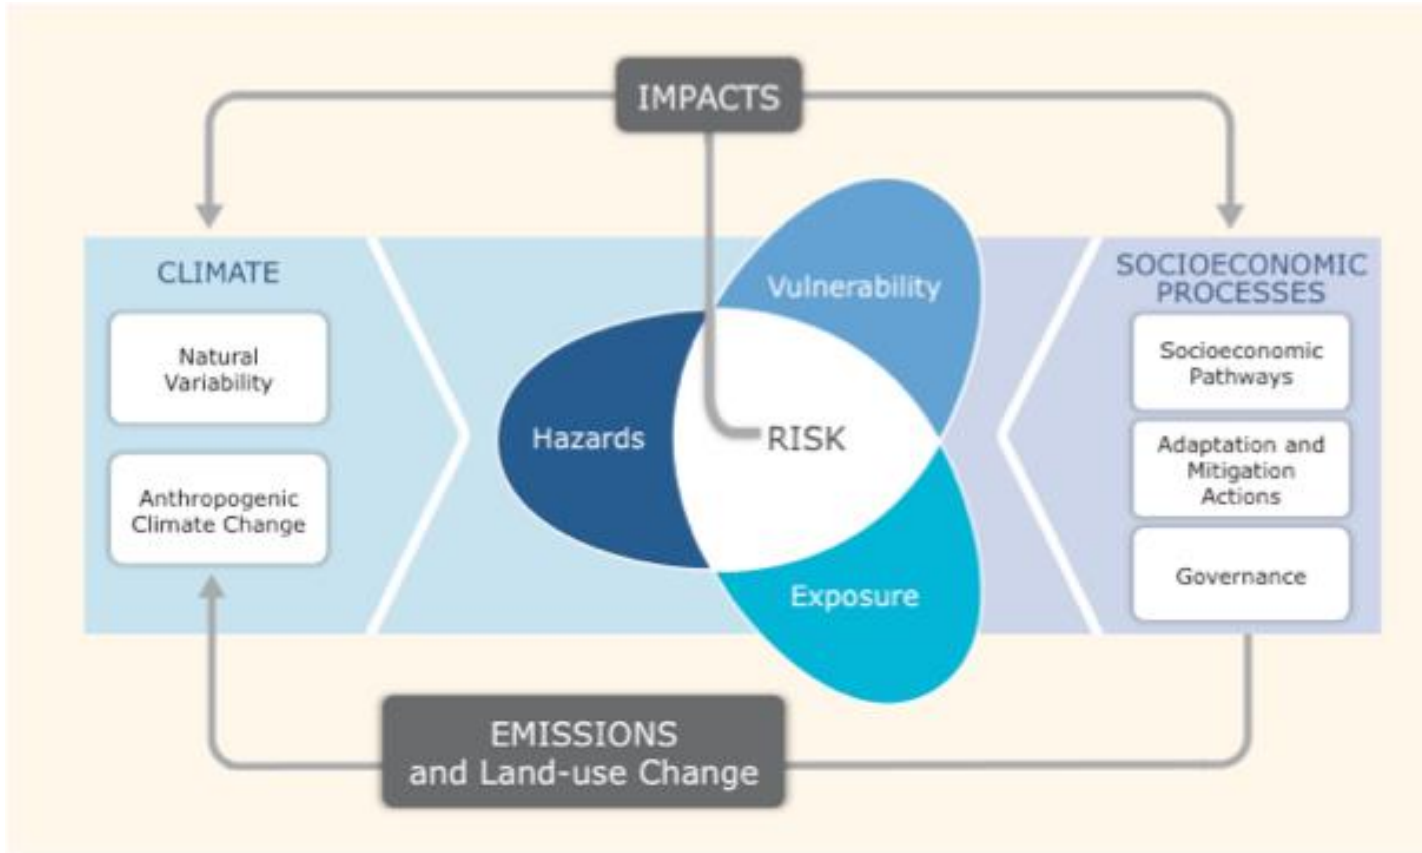 IMPACTS
CLIMATE
Natural
Variability
Anthropogenic
Climate Change
Vulnerability
Hazards
RISK
Exposure
SOCIOECONOMIC
PROCESSES
Socioeconomic
Pathways
Adaptation and
Mitigation
Actions
Governance
EMISSIONS
and Land-use Change